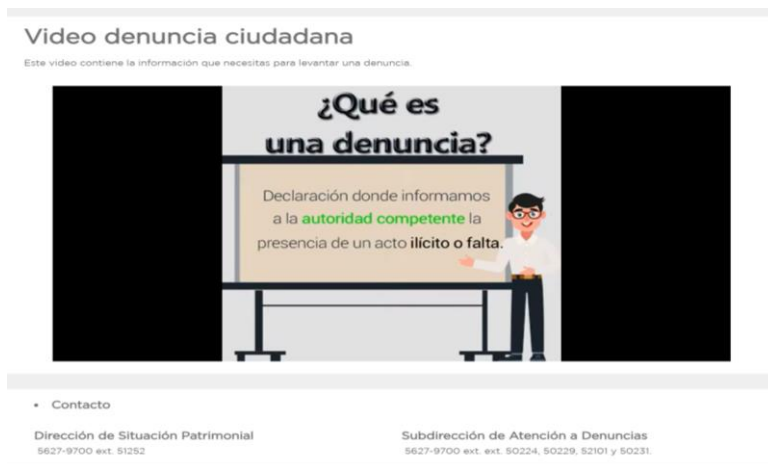 Video denuncia ciudadana
Este video contiene la información que necesitas para levantar una denuncia.
¿Qué es
una denuncia?
Declaración donde informamos
a la autoridad competente la
presencia de un acto ilícito o falta.
• Contacto
Dirección de Situación Patrimonial
5627-9700 ext. 51252
Subdirección de Atención a Denuncias
5627-9700 ext. ext. 50224, 50229, 52101 y 50231.